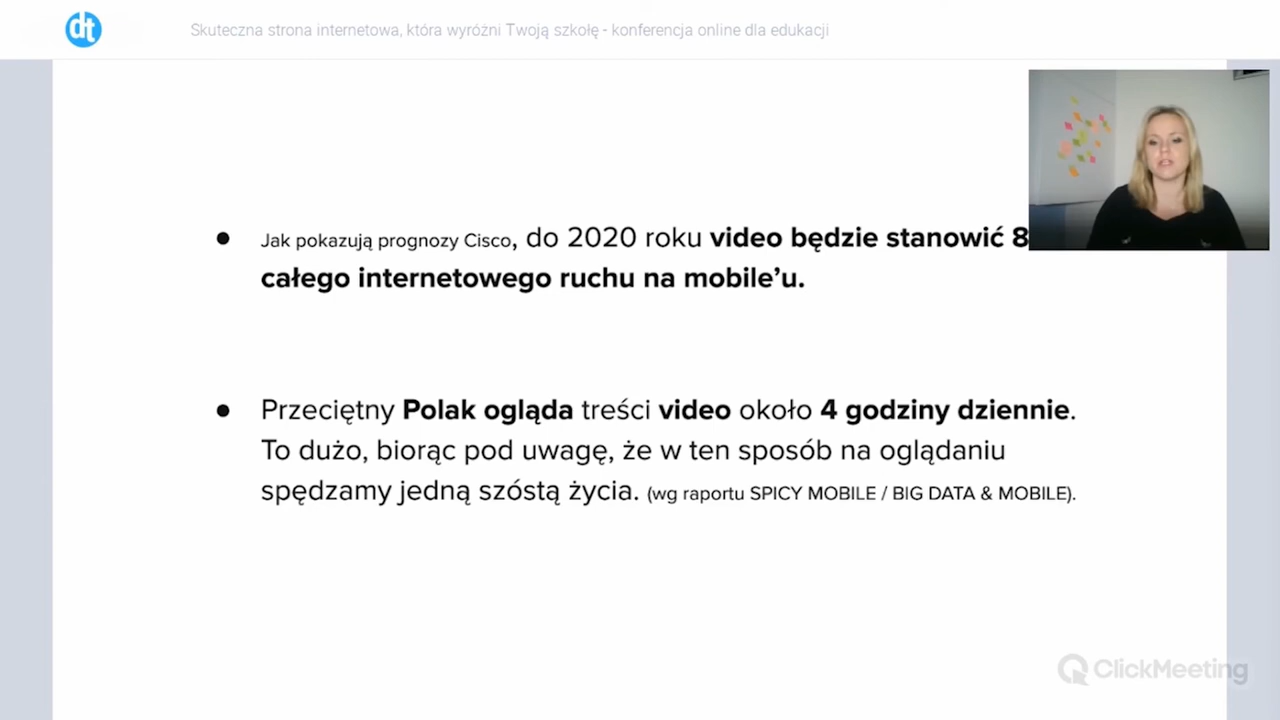 dt
Skuteczna strona internetowa, która wyróżni Twoją szkołę - konferencja online dla edukacji
● Jak pokazują prognozy Cisco, do 2020 roku video będzie stanowić 8
całego internetowego ruchu na mobile’u.
● Przeciętny Polak ogląda treści video około 4 godziny dziennie.
To dużo, biorąc pod uwagę, że w ten sposób na oglądaniu
spędzamy jedną szóstą życia. (wg raportu SPICY MOBILE / BIG DATA & MOBILE).
ClickMeeting